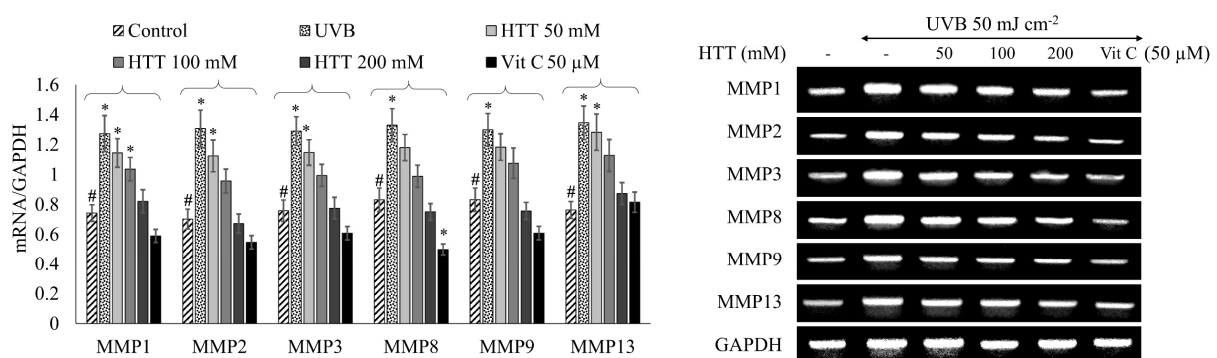 Control UVB HTT 50 mM
HTT 100 mM HTT 200 mM Vit C 50 µM
mRNA/GAPDH
1.6
1.4
1.2
1
0.8
0.6
0.4
0.2
0
# * * *
# * *
# * *
# * *
# *
# * *
MMP1 MMP2 MMP3 MMP8 MMP9 MMP13
UVB 50 mJ cm-2
HTT (mM) - - 50 100 200 Vit C (50 µM)
MMP1
MMP2
MMP3
MMP8
MMP9
MMP13
GAPDH